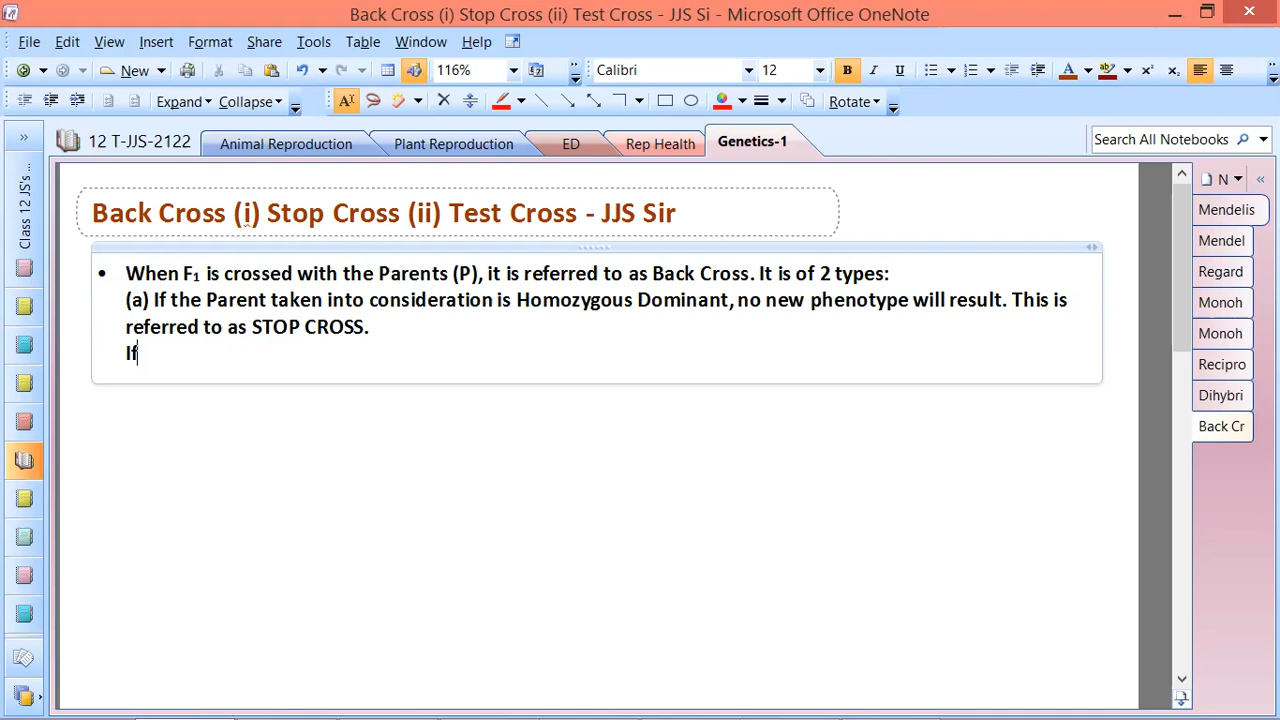 Back Cross (i) Stop Cross (ii) Test Cross - JJS Si - Microsoft Office OneNote
File Edit View Insert Format Share Tools Table Window Help
New 116% Calibri 12 B I U
Expand Collapse Rotate
12 T-JJS-2122 Animal Reproduction Plant Reproduction ED Rep Health Genetics-1 Search All Notebooks
Class 12 JJS's
Back Cross (i) Stop Cross (ii) Test Cross - JJS Sir
• When F₁ is crossed with the Parents (P), it is referred to as Back Cross. It is of 2 types:
(a) If the Parent taken into consideration is Homozygous Dominant, no new phenotype will result. This is
referred to as STOP CROSS.
If
N
Mendelis
Mendel
Regard
Monoh
Monoh
Recipro
Dihybri
Back Cr